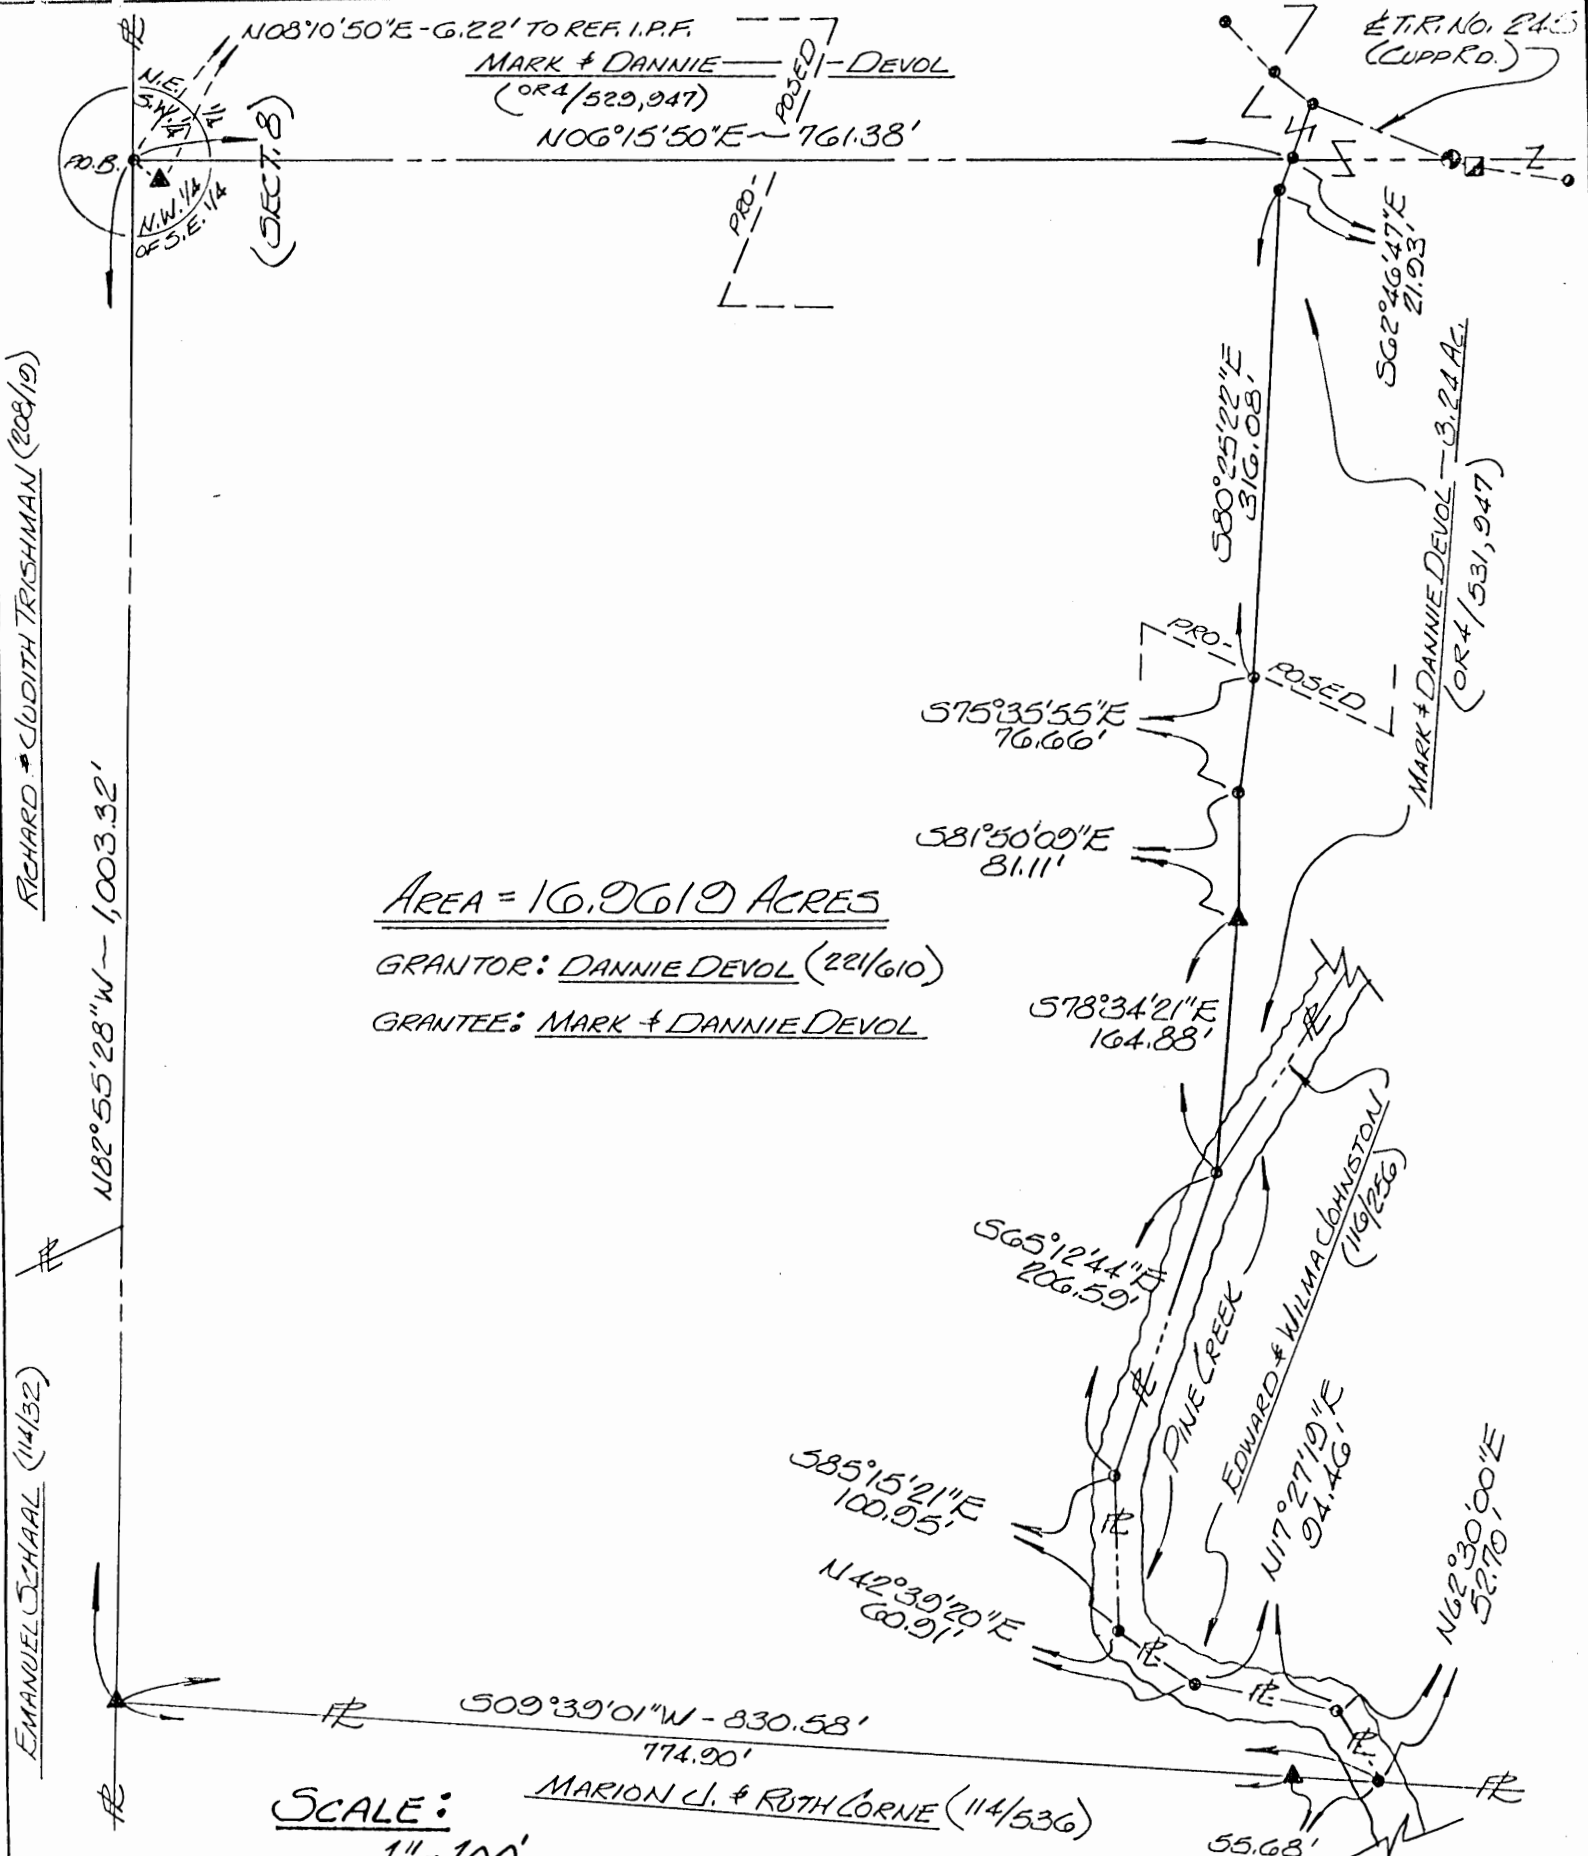 N08°10'50"E - 6.22' TO REF. I.P.F.
MARK & DANNIE DEVOL
(OR4/529,947)
N06°15'50"E ~ 761.38'
PRO-
POSED
℄ T.R. NO. 245
(CUPP RD.)
P.O.B.
N.E. 1/4
S.W. 1/4
N.W. 1/4
OF S.E. 1/4
(SECT. 8)
S62°46'47"E
21.93'
S80°25'22"E
316.08'
MARK & DANNIE DEVOL - 3.24 AC.
(OR4/531,947)
RICHARD & JUDITH TRISHMAN (208/19)
PRO-
POSED
S75°35'55"E
76.66'
S81°50'09"E
81.11'
N82°55'28"W ~ 1,003.32'
AREA = 16.9619 ACRES
GRANTOR: DANNIE DEVOL (221/610)
GRANTEE: MARK & DANNIE DEVOL
S78°34'21"E
164.88'
S65°12'44"E
206.59'
PINE CREEK
EDWARD & WILMA JOHNSTON
(116/256)
EMANUEL SCHAAL (114/32)
S85°15'21"E
100.95'
N42°39'20"E
60.91'
N17°27'19"E
94.46'
N62°30'00"E
52.70'
S09°39'01"W - 830.58'
774.90'
MARION J. & RUTH CORNE (114/536)
55.68'
SCALE:
1" = 100'